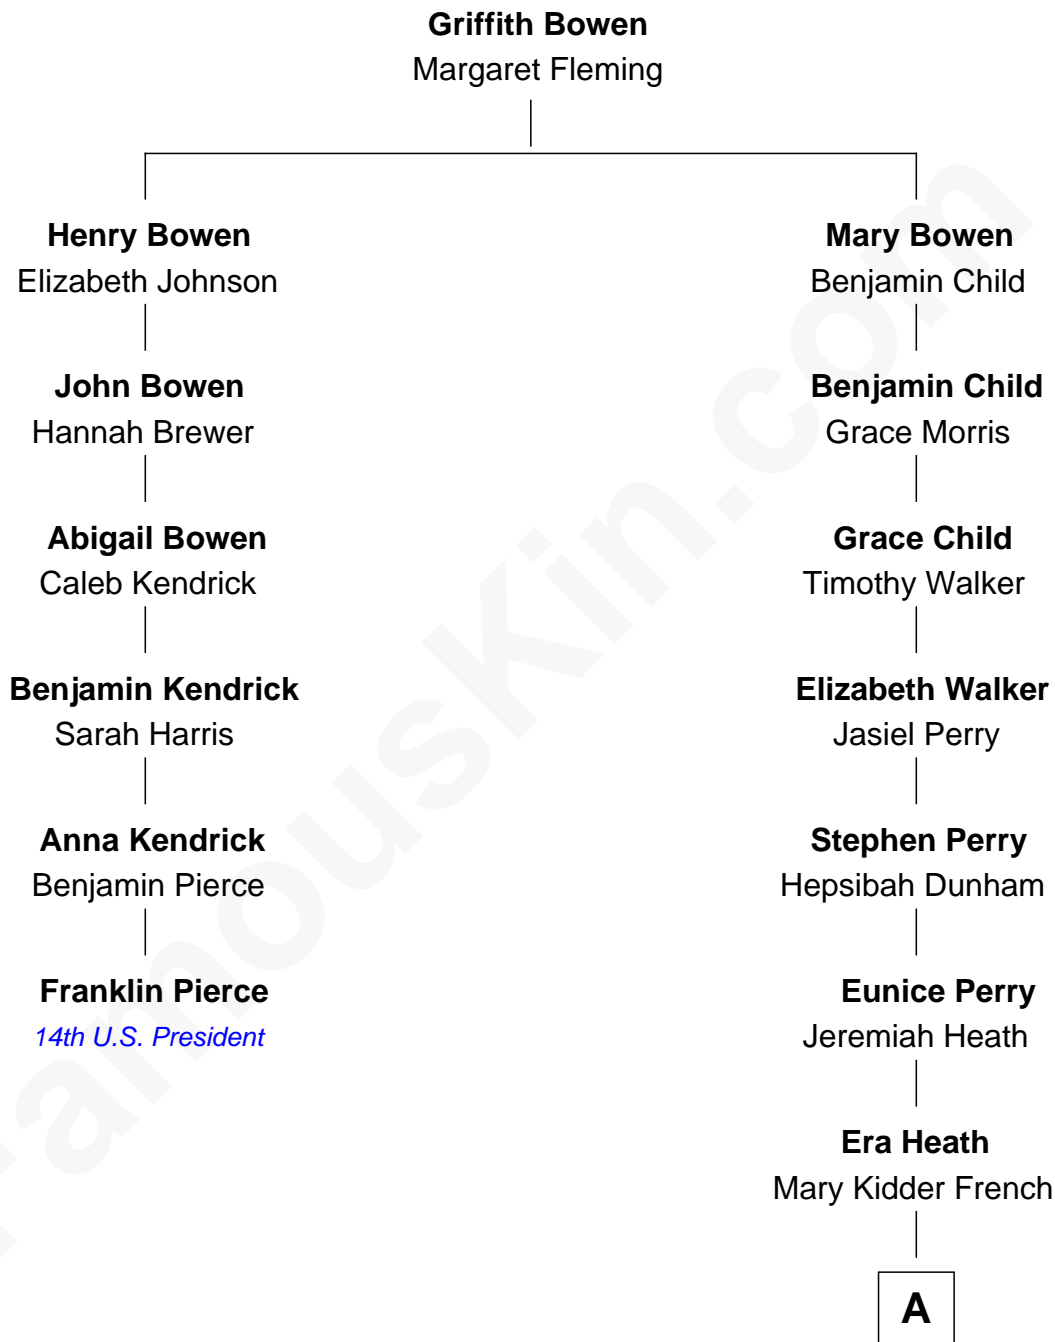 Griffith Bowen
Margaret Fleming
Henry Bowen
Elizabeth Johnson
John Bowen
Hannah Brewer
Abigail Bowen
Caleb Kendrick
Benjamin Kendrick
Sarah Harris
Anna Kendrick
Benjamin Pierce
Franklin Pierce
14th U.S. President
Mary Bowen
Benjamin Child
Benjamin Child
Grace Morris
Grace Child
Timothy Walker
Elizabeth Walker
Jasiel Perry
Stephen Perry
Hepsibah Dunham
Eunice Perry
Jeremiah Heath
Era Heath
Mary Kidder French
A
FamousKin.com